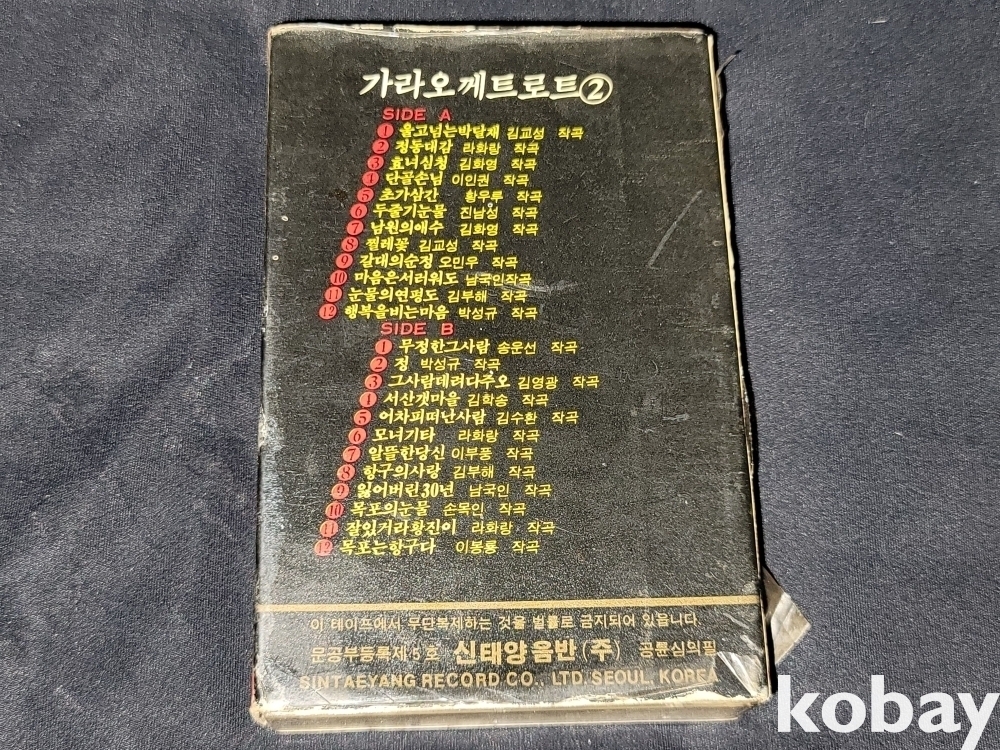 가라오께트로트②
SIDE A
1 울고넘는박달재 김교성 작곡
2 정동대감 라화랑 작곡
3 효녀심청 김화영 작곡
4 단골손님 이인권 작곡
5 초가삼간 황우루 작곡
6 두줄기눈물 진남성 작곡
7 남원의애수 김화영 작곡
8 찔레꽃 김교성 작곡
9 갈대의순정 오민우 작곡
10 마음은서러워도 남국인작곡
11 눈물의연평도 김부해 작곡
12 행복을비는마음 박성규 작곡
SIDE B
1 무정한그사람 송운선 작곡
2 정 박성규 작곡
3 그사람데려다주오 김영광 작곡
4 서산갯마을 김학송 작곡
5 어차피떠난사람 김수환 작곡
6 모녀기타 라화랑 작곡
7 알뜰한당신 이부풍 작곡
8 항구의사랑 김부해 작곡
9 잃어버린30년 남국인 작곡
10 목포의눈물 손목인 작곡
11 잘있거라황진이 라화랑 작곡
12 목포는항구다 이봉룡 작곡
이 테이프에서 무단복제하는 것을 법률로 금지되어 있읍니다.
문공부등록제5호 신태양음반(주) 공륜심의필
SINTAEYANG RECORD CO., LTD. SEOUL, KOREA
kobay